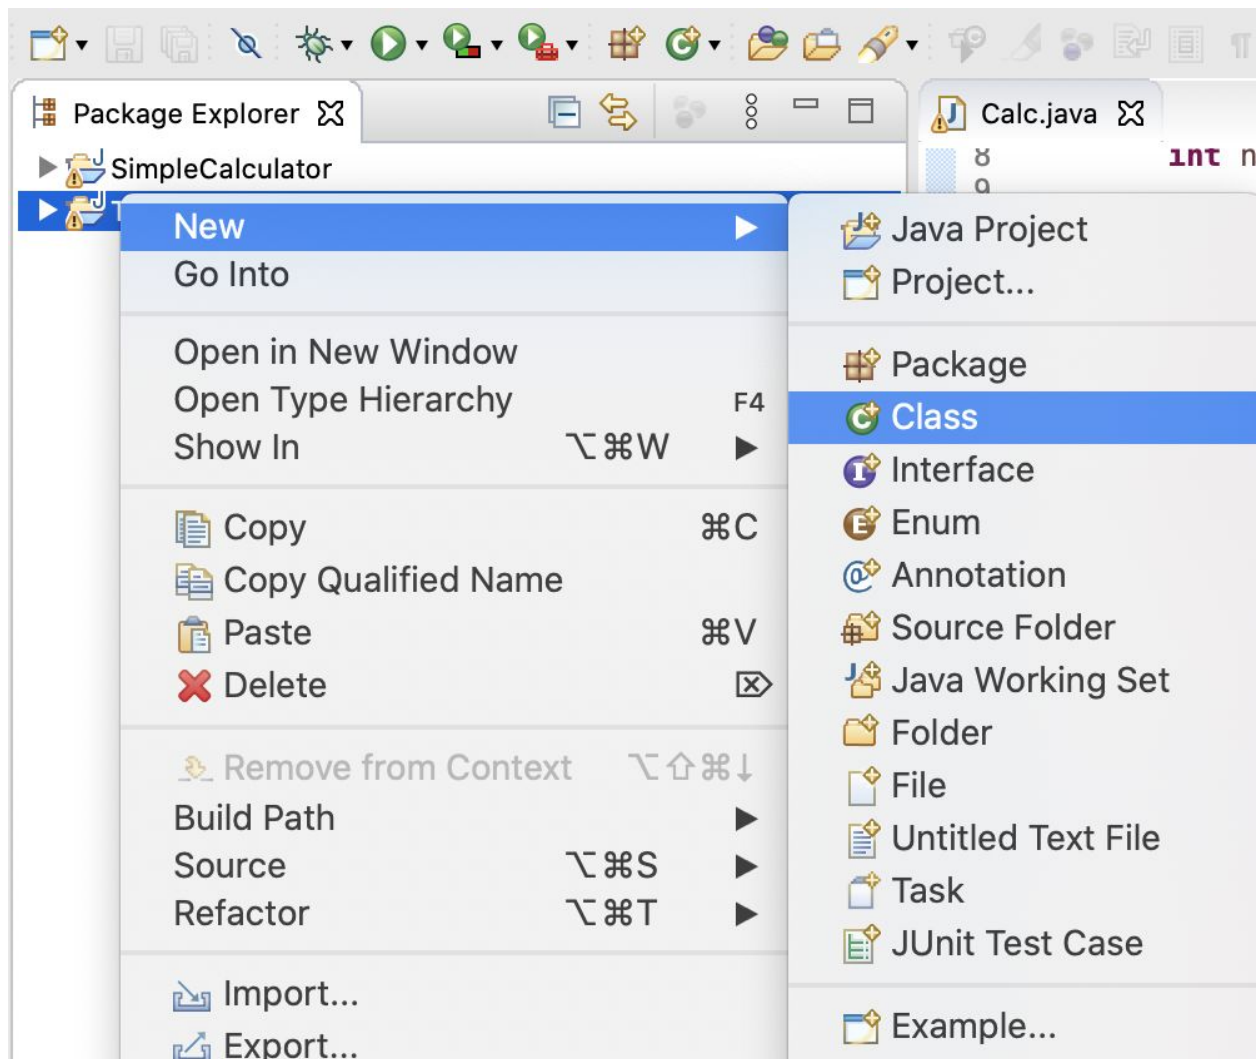 Package Explorer
Calc.java
SimpleCalculator
8 int n
9
T
New
Go Into
Open in New Window
Open Type Hierarchy F4
Show In ⌥⌘W
Copy ⌘C
Copy Qualified Name
Paste ⌘V
Delete ⌦
Remove from Context ⌥⇧⌘↓
Build Path
Source ⌥⌘S
Refactor ⌥⌘T
Import...
Export...
Java Project
Project...
Package
Class
Interface
Enum
Annotation
Source Folder
Java Working Set
Folder
File
Untitled Text File
Task
JUnit Test Case
Example...